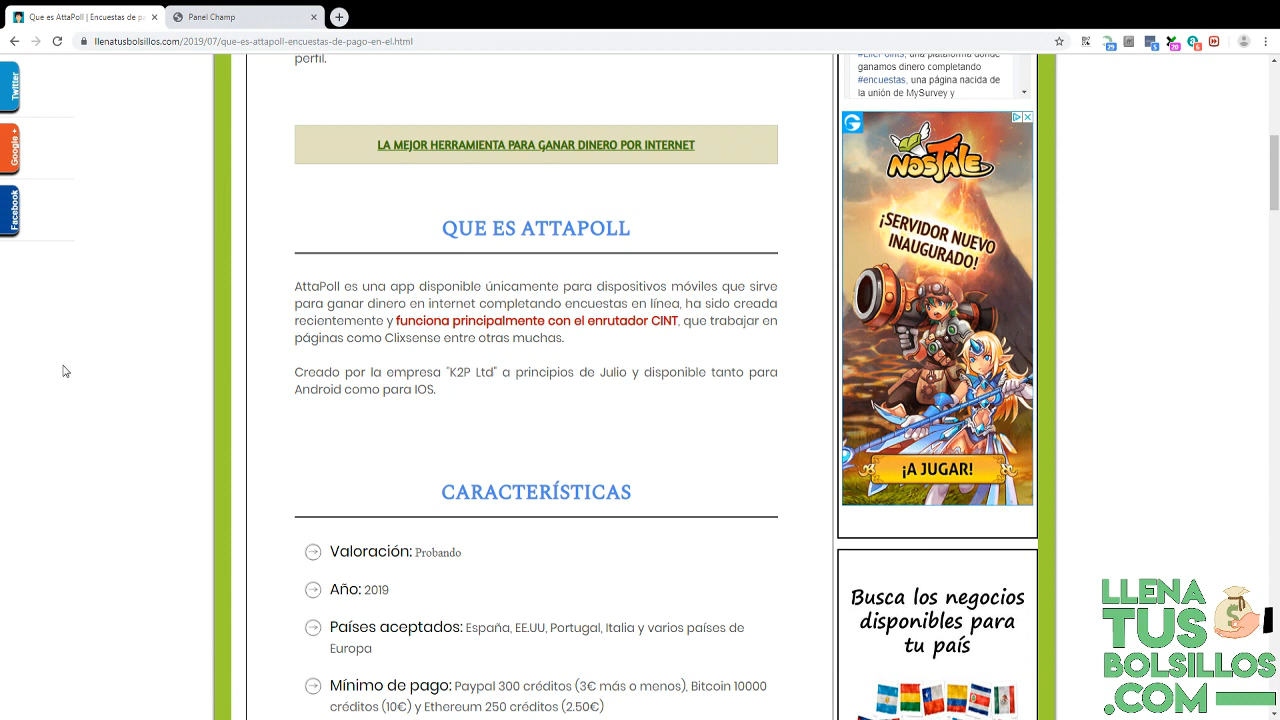 Que es AttaPoll | Encuestas de pa
Panel Champ
llenatusbolsillos.com/2019/07/que-es-attapoll-encuestas-de-pago-en-el.html
29
5
20
6
Twitter
Google +
Facebook
perfil.
LA MEJOR HERRAMIENTA PARA GANAR DINERO POR INTERNET
QUE ES ATTAPOLL
AttaPoll es una app disponible únicamente para dispositivos móviles que sirve
para ganar dinero en internet completando encuestas en línea, ha sido creada
recientemente y funciona principalmente con el enrutador CINT, que trabajar en
páginas como Clixsense entre otras muchas.
Creado por la empresa "K2P Ltd" a principios de Julio y disponible tanto para
Android como para IOS.
CARACTERÍSTICAS
Valoración: Probando
Año: 2019
Países aceptados: España, EE.UU, Portugal, Italia y varios países de
Europa
Mínimo de pago: Paypal 300 créditos (3€ más o menos), Bitcoin 10000
créditos (10€) y Ethereum 250 créditos (2.50€)
ganamos dinero completando
#encuestas, una página nacida de
la unión de MySurvey y
NOSTALE
¡SERVIDOR NUEVO
INAUGURADO!
¡A JUGAR!
Busca los negocios
disponibles para
tu país
LLENA
TUS
BOLSILLOS
.COM